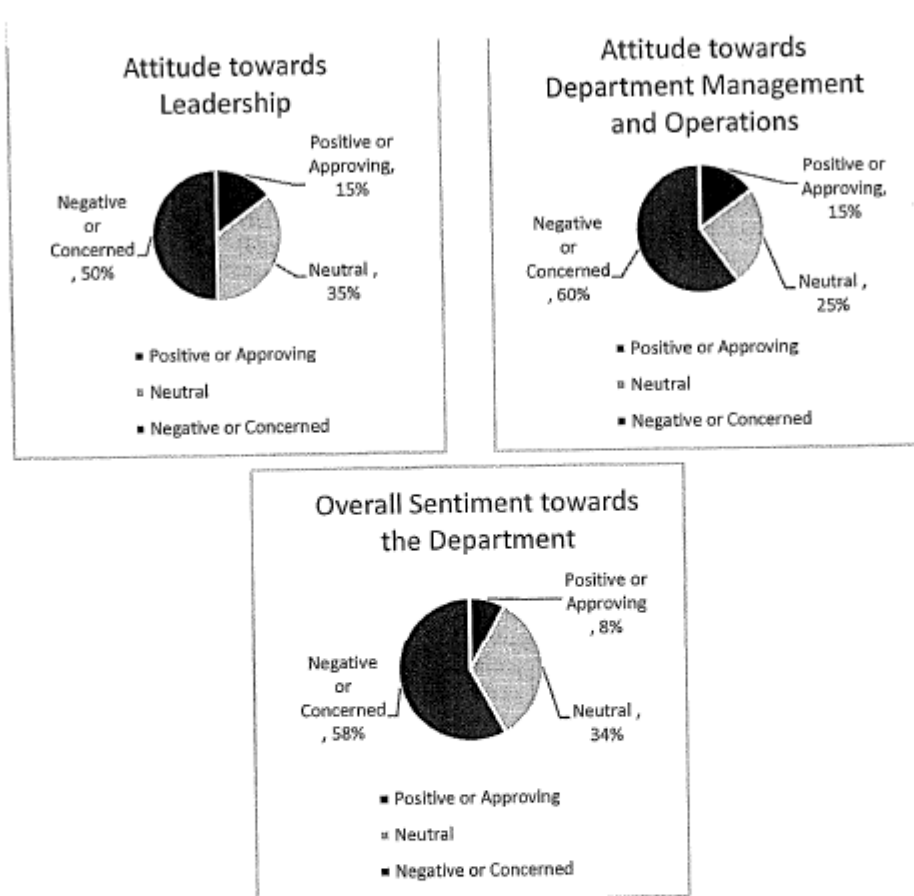 Attitude towards
Leadership
Positive or
Approving,
15%
Negative
or
Concerned
, 50%
Neutral ,
35%
Positive or Approving
Neutral
Negative or Concerned
Attitude towards
Department Management
and Operations
Positive or
Approving,
15%
Negative
or
Concerned
, 60%
Neutral ,
25%
Positive or Approving
Neutral
Negative or Concerned
Overall Sentiment towards
the Department
Positive or
Approving
, 8%
Negative
or
Concerned
, 58%
Neutral ,
34%
Positive or Approving
Neutral
Negative or Concerned